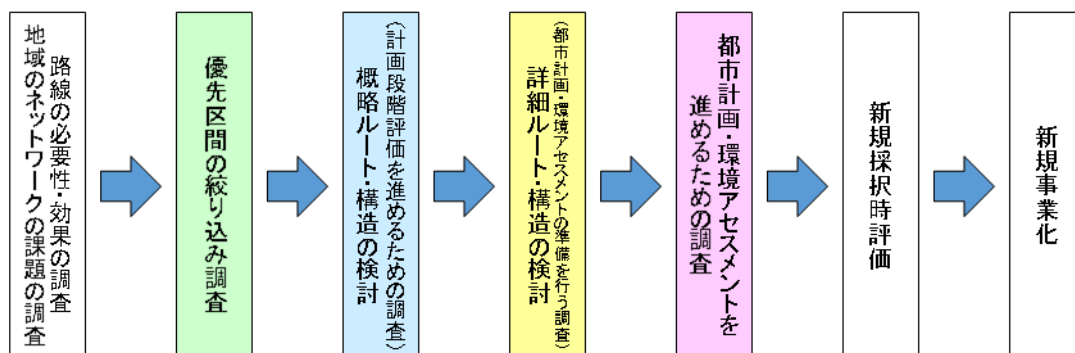 路線の必要性・効果の調査
地域のネットワークの課題の調査
優先区間の絞り込み調査
(計画段階評価を進めるための調査)
概略ルート・構造の検討
(都市計画・環境アセスメントの準備を行う調査)
詳細ルート・構造の検討
都市計画・環境アセスメントを
進めるための調査
新規採択時評価
新規事業化